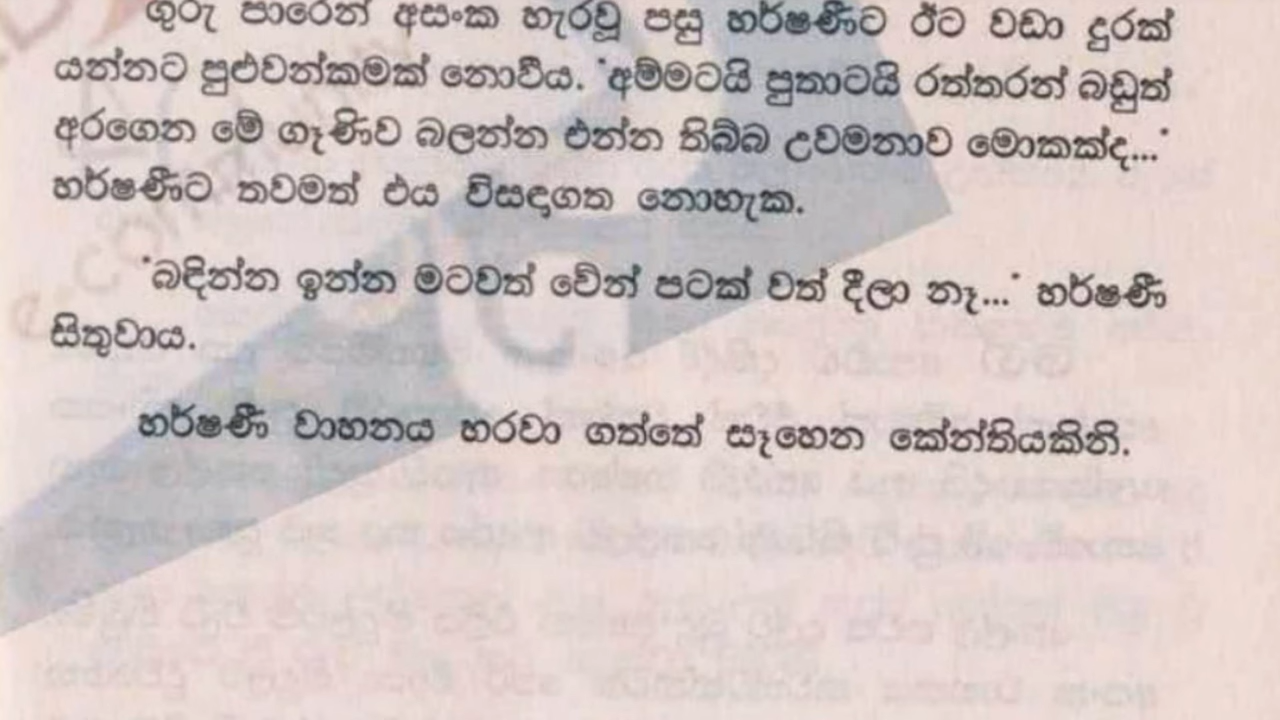 ගුරු පාරෙන් අසංක හැරවූ පසු හර්ෂණීට ඊට වඩා දුරක්
යන්නට පුළුවන්කමක් නොවීය. 'අම්මටයි පුතාටයි රත්තරන් බඩුත්
අරගෙන මේ ගෑණිව බලන්න එන්න තිබ්බ උවමනාව මොකක්ද...'
හර්ෂණීට තවමත් එය විසඳාගත නොහැක.
'බඳින්න ඉන්න මටවත් චේන් පටක් වත් දීලා නෑ...' හර්ෂණී
සිතුවාය.
හර්ෂණී වාහනය හරවා ගත්තේ සෑහෙන කේන්තියකිනි.